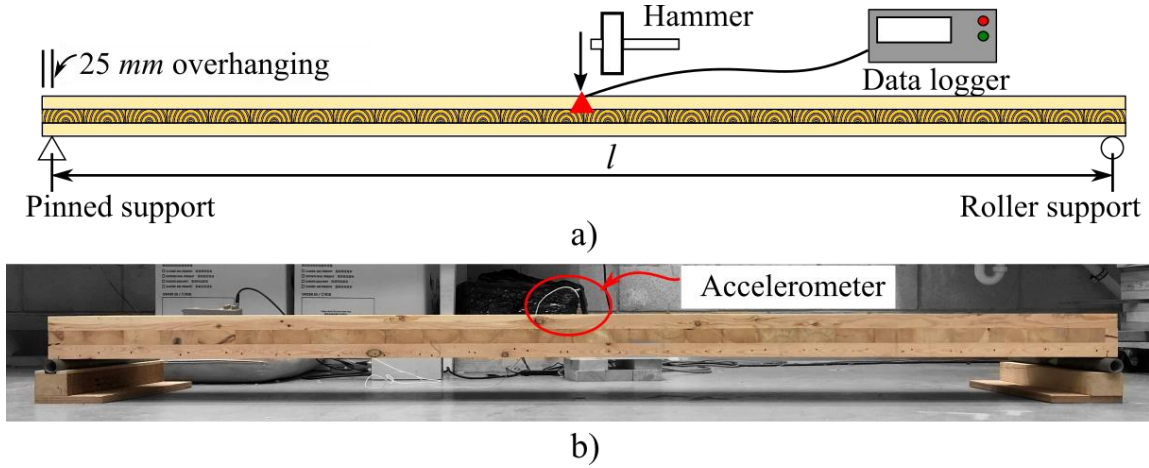 Hammer
25 mm overhanging
Data logger
l
Pinned support
Roller support
a)
Accelerometer
b)